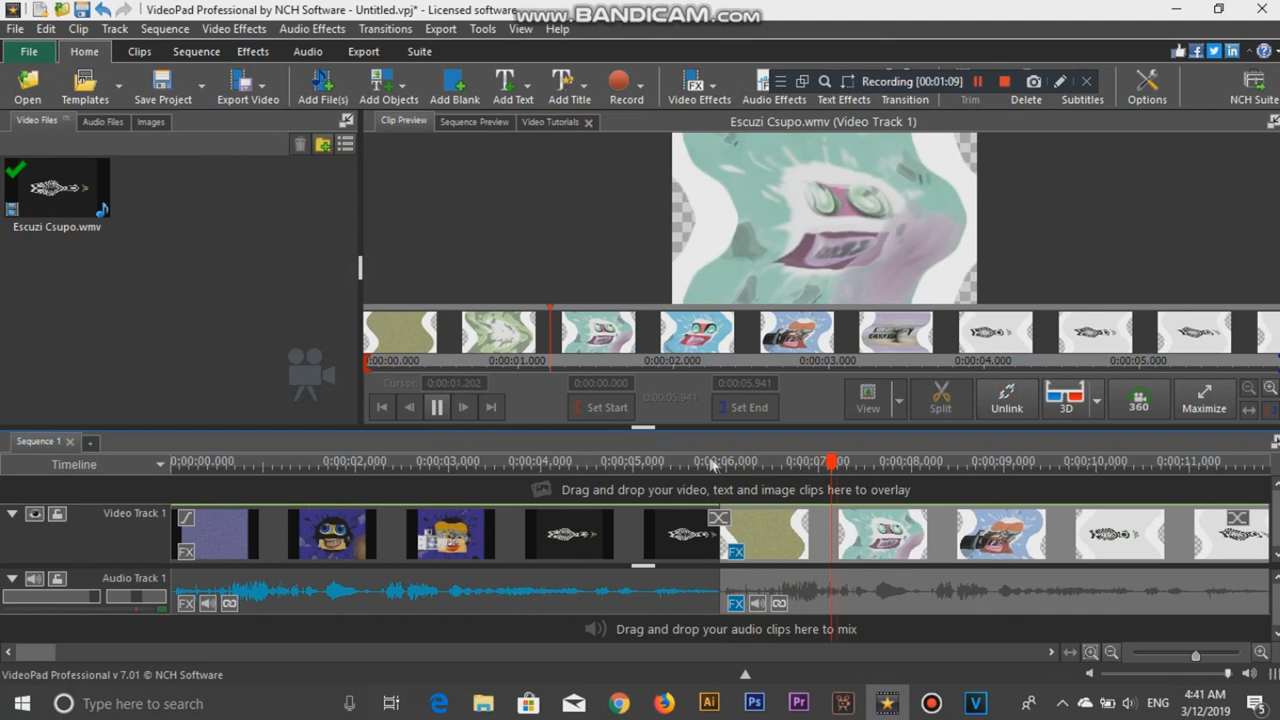 VideoPad Professional by NCH Software - Untitled.vpj* - Licensed software
www.BANDICAM.com
File Edit Clip Track Sequence Video Effects Audio Effects Transitions Export Tools View Help
File Home Clips Sequence Effects Audio Export Suite
Recording [00:01:09]
Open Templates Save Project Export Video Add File(s) Add Objects Add Blank Add Text Add Title Record Video Effects Audio Effects Text Effects Transition Trim Delete Subtitles Options NCH Suite
Video Files Audio Files Images
Clip Preview Sequence Preview Video Tutorials Escuzi Csupo.wmv (Video Track 1)
Escuzi Csupo.wmv
0:00:00.000 0:00:01.000 0:00:02.000 0:00:03.000 0:00:04.000 0:00:05.000
Cursor: 0:00:01.202 0:00:00.000 0:00:05.941 0:00:05.941
Set Start Set End
View Split Unlink 3D 360 Maximize
Sequence 1
Timeline 0:00:00,000 0:00:02,000 0:00:03,000 0:00:04,000 0:00:05,000 0:00:06,000 0:00:08,000 0:00:09,000 0:00:10,000 0:00:11,000
Drag and drop your video, text and image clips here to overlay
Video Track 1
FX FX
Audio Track 1
FX FX
Drag and drop your audio clips here to mix
VideoPad Professional v 7.01 © NCH Software
Type here to search
Ai Ps Pr V
ENG
4:41 AM
3/12/2019
5